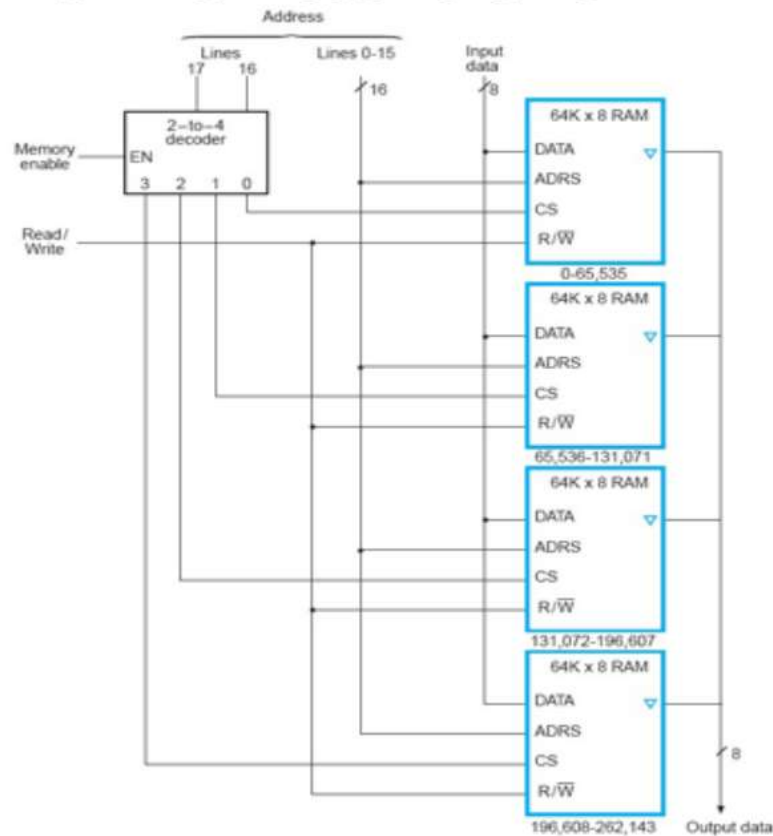 Address
Lines
Lines 0-15
Input
data
17
16
16
8
2-to-4
decoder
Memory
enable
EN
3 2 1 0
Read/
Write
64K x 8 RAM
DATA
ADRS
CS
R/W̅
0-65,535
64K x 8 RAM
DATA
ADRS
CS
R/W̅
65,536-131,071
64K x 8 RAM
DATA
ADRS
CS
R/W̅
131,072-196,607
64K x 8 RAM
DATA
ADRS
CS
R/W̅
196,608-262,143
8
Output data